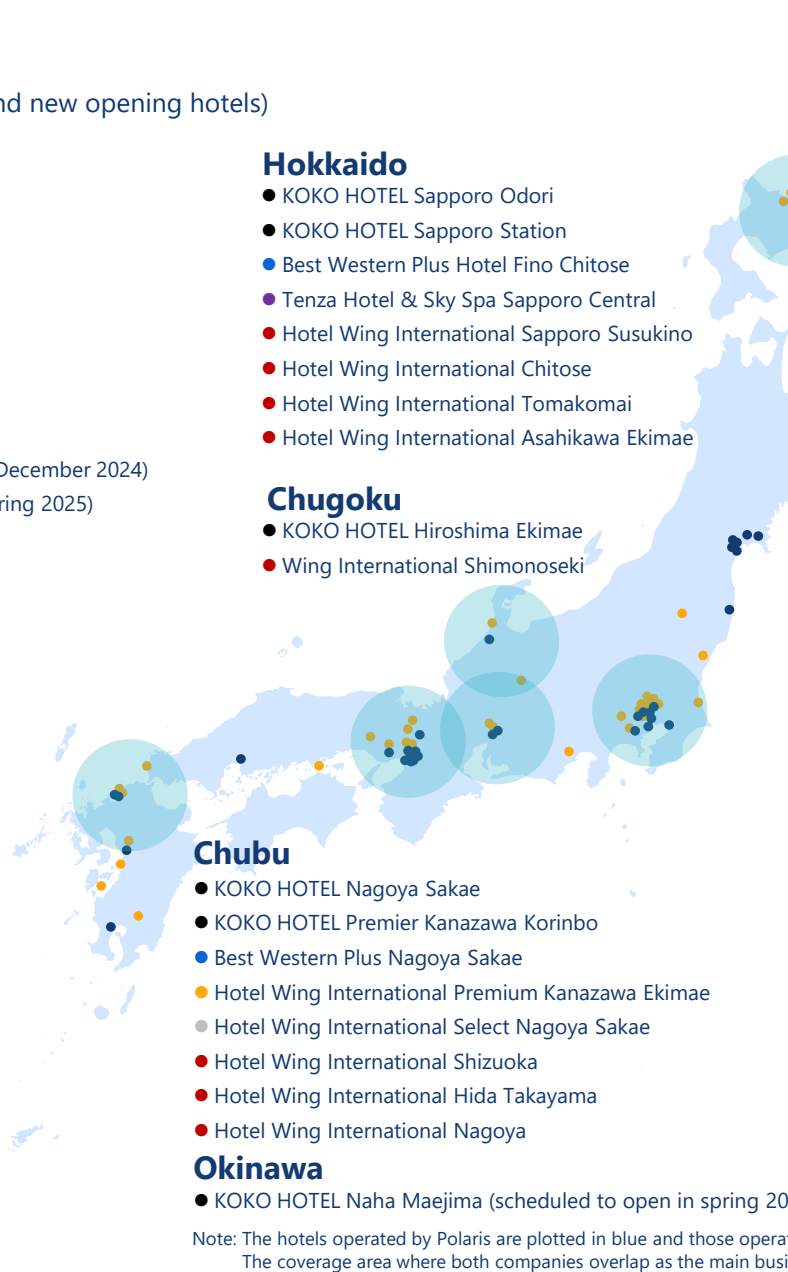 nd new opening hotels)
Hokkaido
KOKO HOTEL Sapporo Odori
KOKO HOTEL Sapporo Station
Best Western Plus Hotel Fino Chitose
Tenza Hotel & Sky Spa Sapporo Central
Hotel Wing International Sapporo Susukino
Hotel Wing International Chitose
Hotel Wing International Tomakomai
Hotel Wing International Asahikawa Ekimae
December 2024)
ring 2025)
Chugoku
KOKO HOTEL Hiroshima Ekimae
Wing International Shimonoseki
Chubu
KOKO HOTEL Nagoya Sakae
KOKO HOTEL Premier Kanazawa Korinbo
Best Western Plus Nagoya Sakae
Hotel Wing International Premium Kanazawa Ekimae
Hotel Wing International Select Nagoya Sakae
Hotel Wing International Shizuoka
Hotel Wing International Hida Takayama
Hotel Wing International Nagoya
Okinawa
KOKO HOTEL Naha Maejima (scheduled to open in spring 20
Note: The hotels operated by Polaris are plotted in blue and those opera
The coverage area where both companies overlap as the main busi